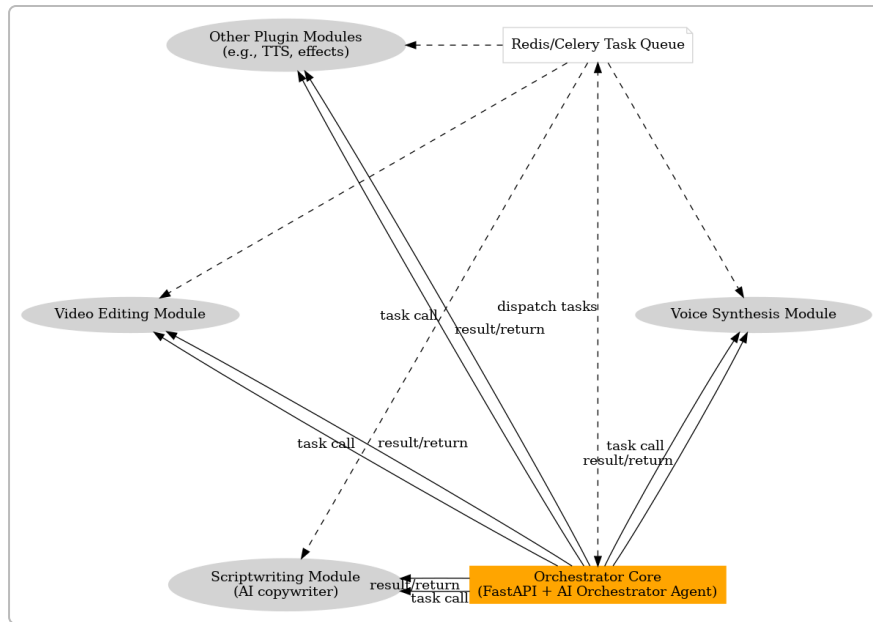 Other Plugin Modules
(e.g., TTS, effects)
Redis/Celery Task Queue
Video Editing Module
task call
dispatch tasks
result/return
Voice Synthesis Module
task call
result/return
task call
result/return
Scriptwriting Module
(AI copywriter)
result/return
task call
Orchestrator Core
(FastAPI + AI Orchestrator Agent)